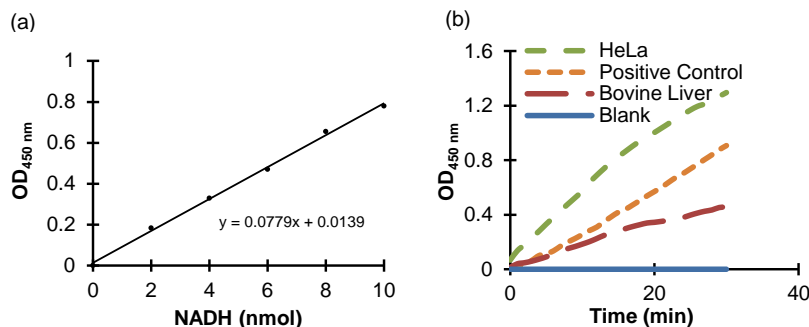 (a)
1
0.8
0.6
0.4
0.2
0
OD450 nm
y = 0.0779x + 0.0139
0 2 4 6 8 10
NADH (nmol)
(b)
1.6
1.2
0.8
0.4
0
OD450 nm
HeLa
Positive Control
Bovine Liver
Blank
0 20 40
Time (min)